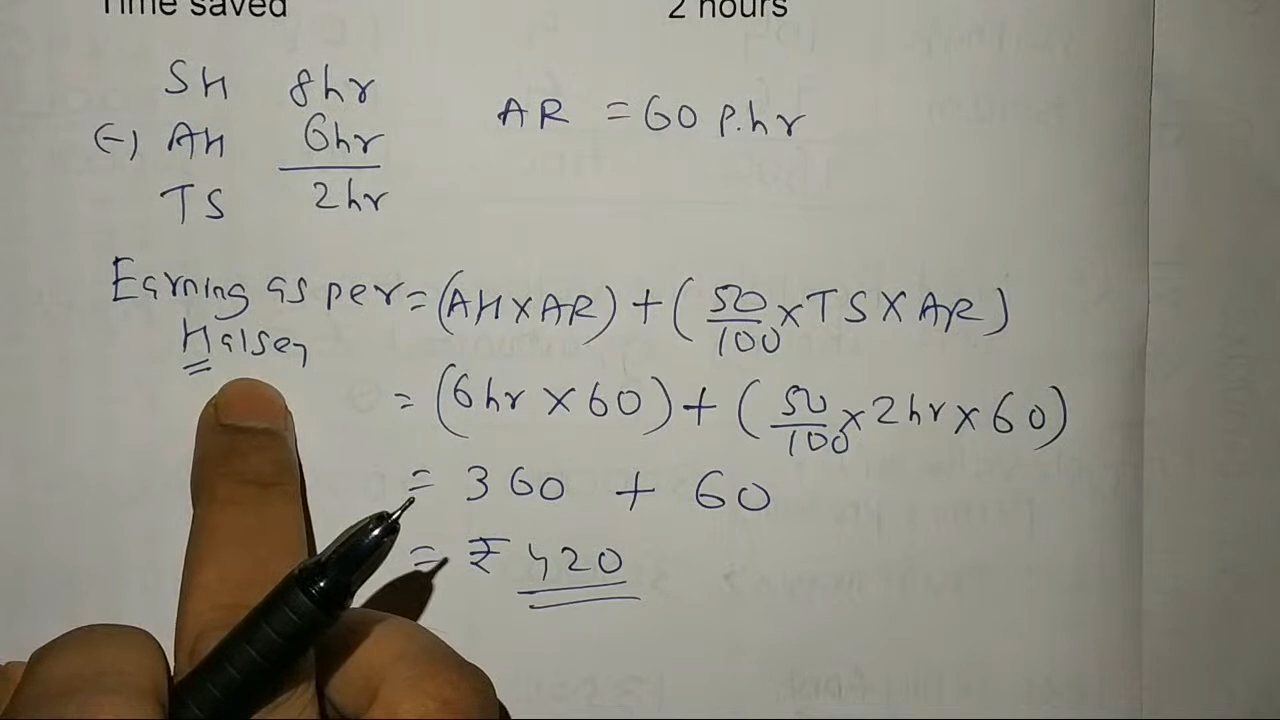 Time saved 2 hours
SH 8hr
(-) AH 6hr
AR = 60 p.hr
TS 2hr
Earning as per = (AH X AR) + (50/100 X TS X AR)
Halsey
= (6hr X 60) + (50/100 X 2hr X 60)
= 360 + 60
= ₹ 420